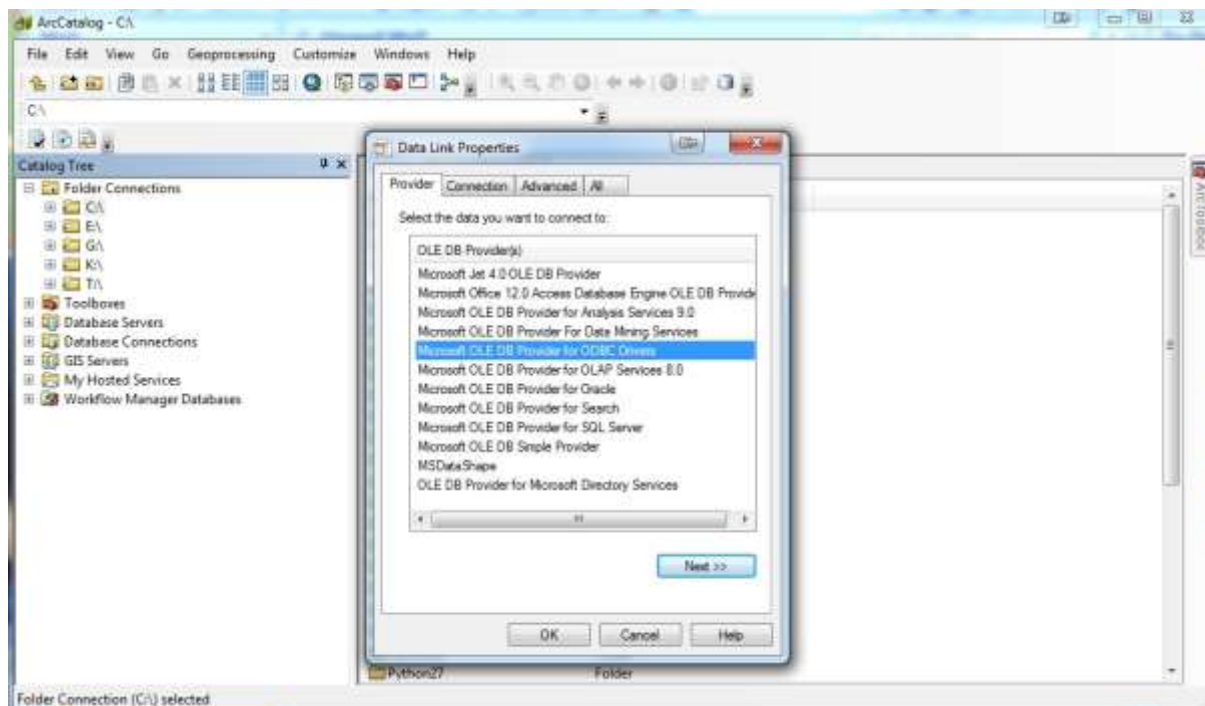 ArcCatalog - C:\
File Edit View Go Geoprocessing Customize Windows Help
C:\
Catalog Tree
Folder Connections
C:\
E:\
G:\
K:\
T:\
Toolboxes
Database Servers
Database Connections
GIS Servers
My Hosted Services
Workflow Manager Databases
Data Link Properties
Provider Connection Advanced All
Select the data you want to connect to:
OLE DB Provider(s)
Microsoft Jet 4.0 OLE DB Provider
Microsoft Office 12.0 Access Database Engine OLE DB Provide
Microsoft OLE DB Provider for Analysis Services 9.0
Microsoft OLE DB Provider For Data Mining Services
Microsoft OLE DB Provider for ODBC Drivers
Microsoft OLE DB Provider for OLAP Services 8.0
Microsoft OLE DB Provider for Oracle
Microsoft OLE DB Provider for Search
Microsoft OLE DB Provider for SQL Server
Microsoft OLE DB Simple Provider
MSDataShape
OLE DB Provider for Microsoft Directory Services
Next >>
OK Cancel Help
Python27 Folder
ArcToolbox
Folder Connection (C:\) selected